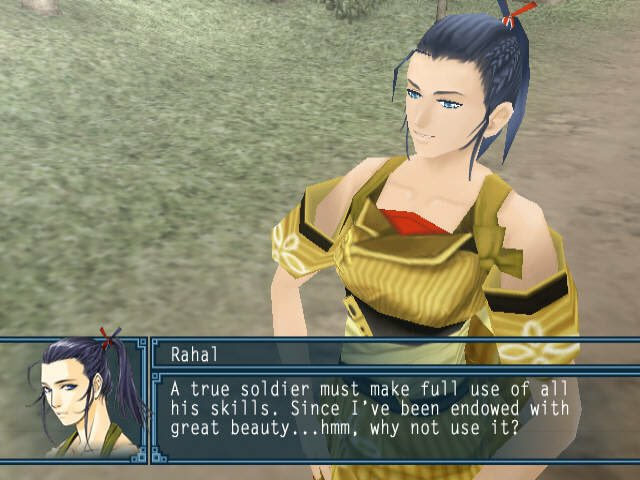 Rahal
A true soldier must make full use of all
his skills. Since I've been endowed with
great beauty...hmm, why not use it?